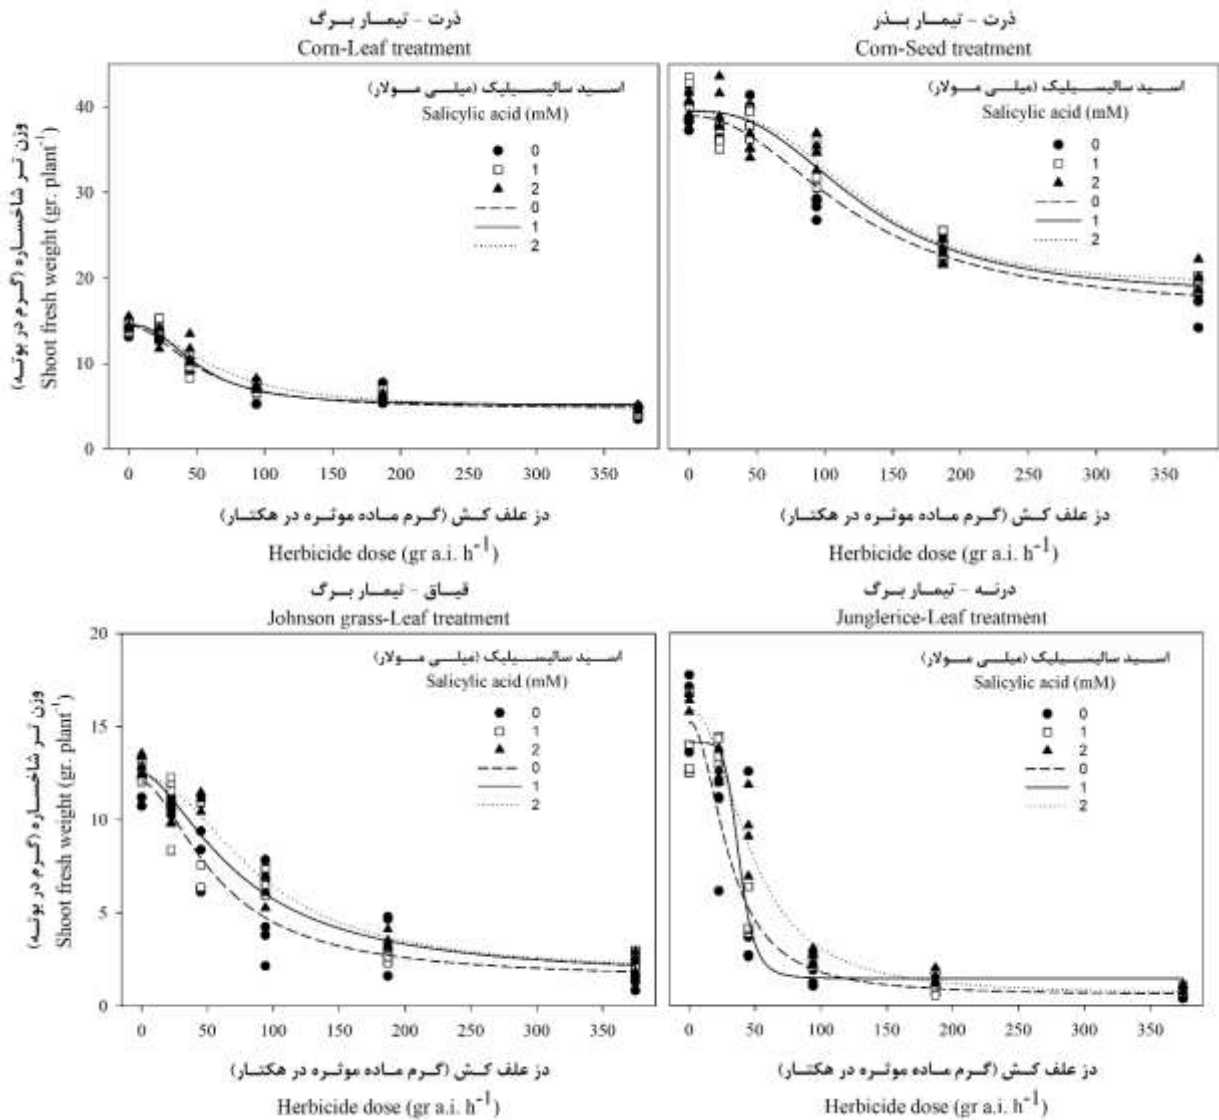 ذرت - تیمار برگ
Corn-Leaf treatment
ذرت - تیمار بذر
Corn-Seed treatment
وزن تر شاخساره (گرم در بوته)
Shoot fresh weight (gr. plant-1)
40
30
20
10
0
اسید سالیسیلیک (میلی مولار)
Salicylic acid (mM)
0
1
2
0
1
2
0 50 100 150 200 250 300 350
اسید سالیسیلیک (میلی مولار)
Salicylic acid (mM)
0
1
2
0
1
2
0 50 100 150 200 250 300 350
دز علف کش (گرم ماده موثره در هکتار)
Herbicide dose (gr a.i. h-1)
دز علف کش (گرم ماده موثره در هکتار)
Herbicide dose (gr a.i. h-1)
قیاق - تیمار برگ
Johnson grass-Leaf treatment
درنه - تیمار برگ
Junglerice-Leaf treatment
وزن تر شاخساره (گرم در بوته)
Shoot fresh weight (gr. plant-1)
20
15
10
5
0
اسید سالیسیلیک (میلی مولار)
Salicylic acid (mM)
0
1
2
0
1
2
0 50 100 150 200 250 300 350
اسید سالیسیلیک (میلی مولار)
Salicylic acid (mM)
0
1
2
0
1
2
0 50 100 150 200 250 300 350
دز علف کش (گرم ماده موثره در هکتار)
Herbicide dose (gr a.i. h-1)
دز علف کش (گرم ماده موثره در هکتار)
Herbicide dose (gr a.i. h-1)